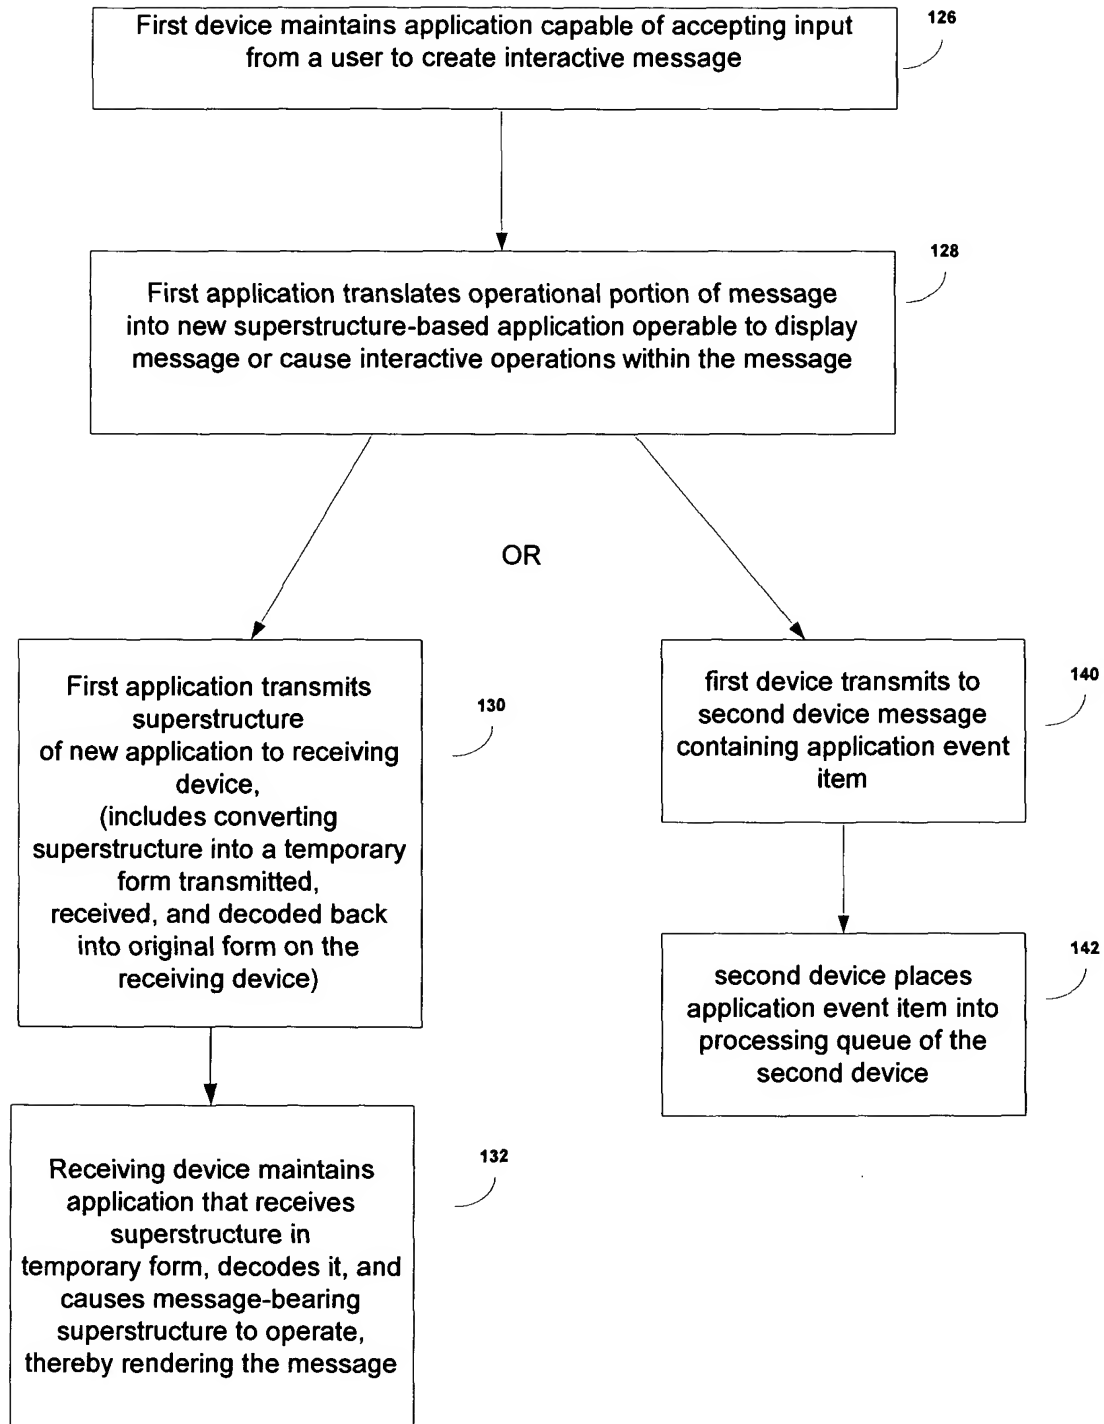 First device maintains application capable of accepting input
from a user to create interactive message
126
First application translates operational portion of message
into new superstructure-based application operable to display
message or cause interactive operations within the message
128
OR
First application transmits
superstructure
of new application to receiving
device,
(includes converting
superstructure into a temporary
form transmitted,
received, and decoded back
into original form on the
receiving device)
130
Receiving device maintains
application that receives
superstructure in
temporary form, decodes it, and
causes message-bearing
superstructure to operate,
thereby rendering the message
132
first device transmits to
second device message
containing application event
item
140
second device places
application event item into
processing queue of the
second device
142